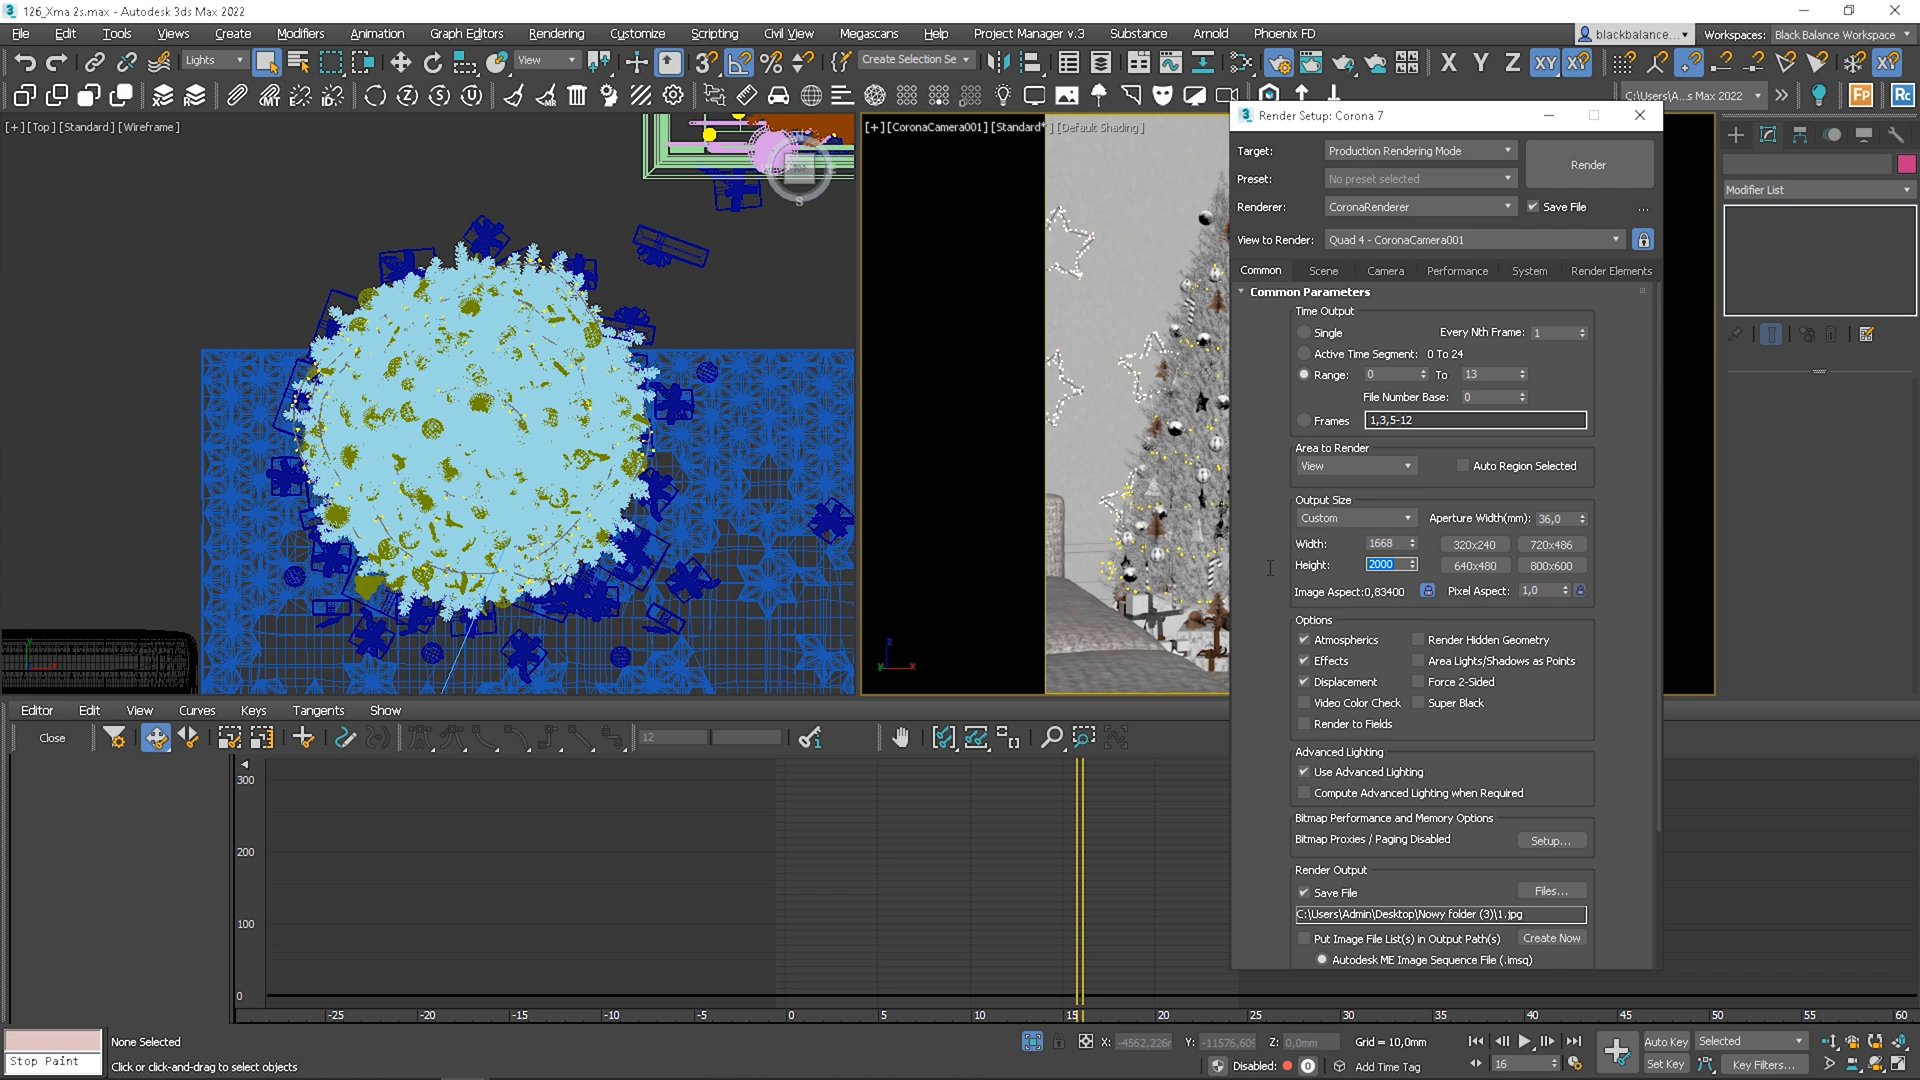 126_Xma 2s.max - Autodesk 3ds Max 2022
File Edit Tools Views Create Modifiers Animation Graph Editors Rendering Customize Scripting Civil View Megascans Help Project Manager v.3 Substance Arnold Phoenix FD blackbalance... Workspaces: Black Balance Workspace
Lights View Create Selection Se X Y Z XY XY
C:\Users\A...s Max 2022 Fp Rc
[+] [Top] [Standard] [Wireframe]
[+] [CoronaCamera001] [Standard*] [Default Shading]
TOP
S
Render Setup: Corona 7
Target: Production Rendering Mode Render
Preset: No preset selected
Renderer: CoronaRenderer Save File ...
View to Render: Quad 4 - CoronaCamera001
Common Scene Camera Performance System Render Elements
Common Parameters
Time Output
Single Every Nth Frame: 1
Active Time Segment: 0 To 24
Range: 0 To 13
File Number Base: 0
Frames 1,3,5-12
Area to Render
View Auto Region Selected
Output Size
Custom Aperture Width(mm): 36,0
Width: 1668 320x240 720x486
Height: 2000 640x480 800x600
Image Aspect:0,83400 Pixel Aspect: 1,0
Options
Atmospherics Render Hidden Geometry
Effects Area Lights/Shadows as Points
Displacement Force 2-Sided
Video Color Check Super Black
Render to Fields
Advanced Lighting
Use Advanced Lighting
Compute Advanced Lighting when Required
Bitmap Performance and Memory Options
Bitmap Proxies / Paging Disabled Setup...
Render Output
Save File Files...
C:\Users\Admin\Desktop\Nowy folder (3)\1.jpg
Put Image File List(s) in Output Path(s) Create Now
Autodesk ME Image Sequence File (.imsq)
Modifier List
Editor Edit View Curves Keys Tangents Show
Close 12
300
200
100
0
-25 -20 -15 -10 -5 0 5 10 15 20 25 30 35 40 45 50 55 60
None Selected X: -4562,226r Y: -11576,609 Z: 0,0mm Grid = 10,0mm Auto Key Selected
Stop Paint Click or click-and-drag to select objects Disabled: 0 Add Time Tag 16 Set Key Key Filters...